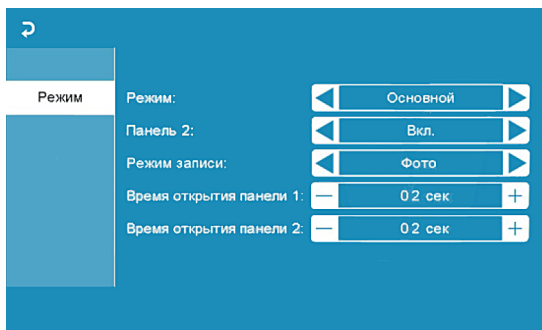 Режим
Режим: Основной
Панель 2: Вкл.
Режим записи: Фото
Время открытия панели 1: — 02 сек +
Время открытия панели 2: — 02 сек +